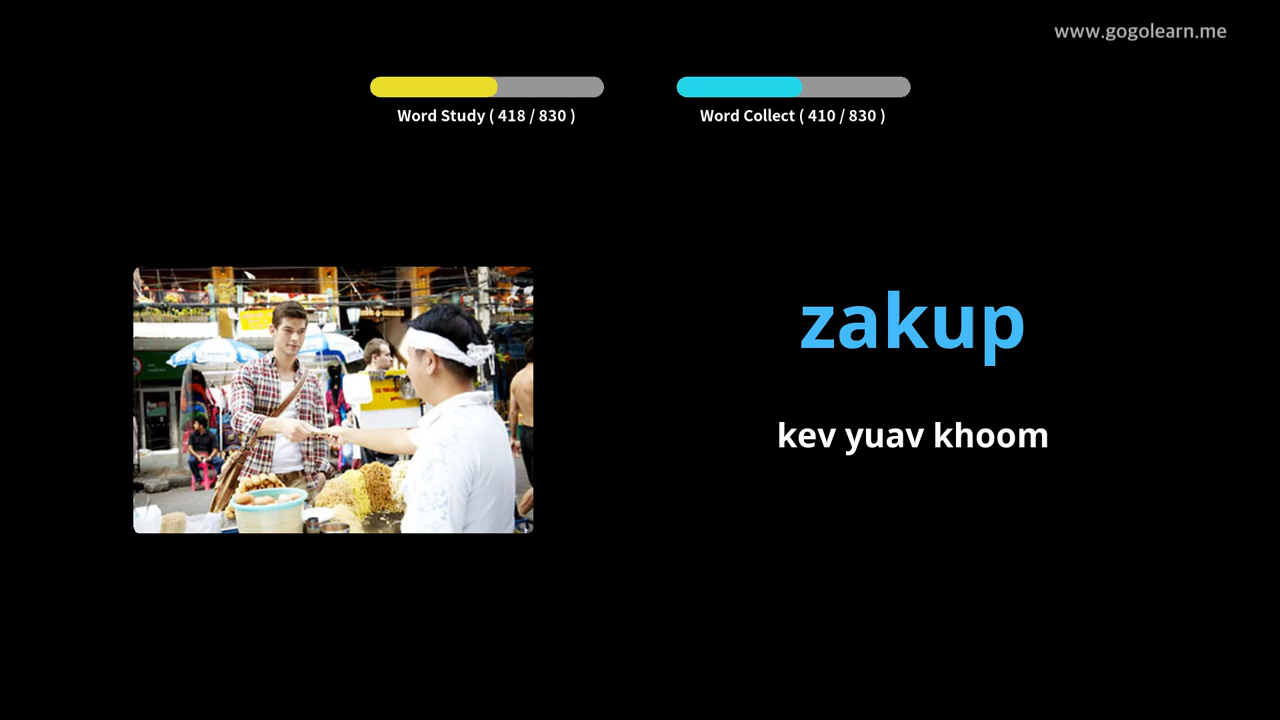 www.gogolearn.me
Word Study ( 418 / 830 )
Word Collect ( 410 / 830 )
zakup
kev yuav khoom